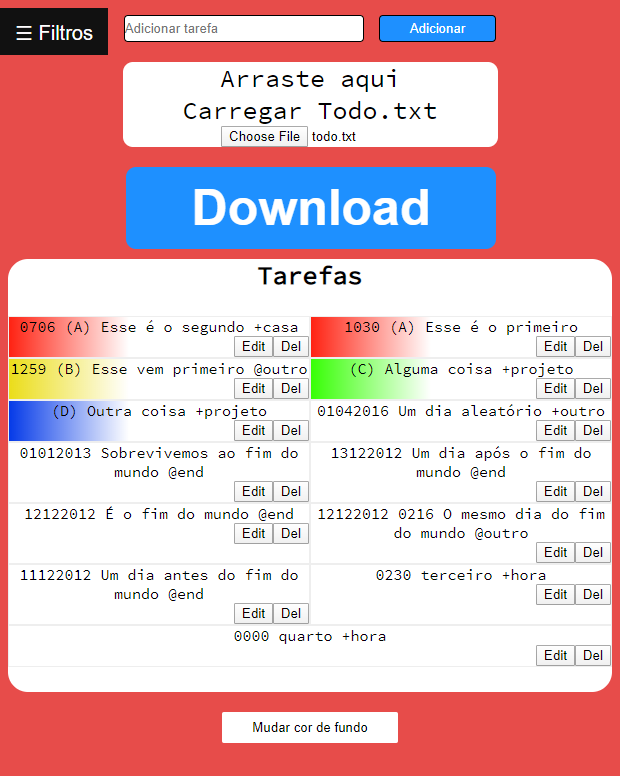 ☰ Filtros
Adicionar tarefa
Adicionar
Arraste aqui
Carregar Todo.txt
Choose File todo.txt
Download
Tarefas
0706 (A) Esse é o segundo +casa
Edit Del
1030 (A) Esse é o primeiro
Edit Del
1259 (B) Esse vem primeiro @outro
Edit Del
(C) Alguma coisa +projeto
Edit Del
(D) Outra coisa +projeto
Edit Del
01042016 Um dia aleatório +outro
Edit Del
01012013 Sobrevivemos ao fim do
mundo @end
Edit Del
13122012 Um dia após o fim do
mundo @end
Edit Del
12122012 É o fim do mundo @end
Edit Del
12122012 0216 O mesmo dia do fim
do mundo @outro
Edit Del
11122012 Um dia antes do fim do
mundo @end
Edit Del
0230 terceiro +hora
Edit Del
0000 quarto +hora
Edit Del
Mudar cor de fundo